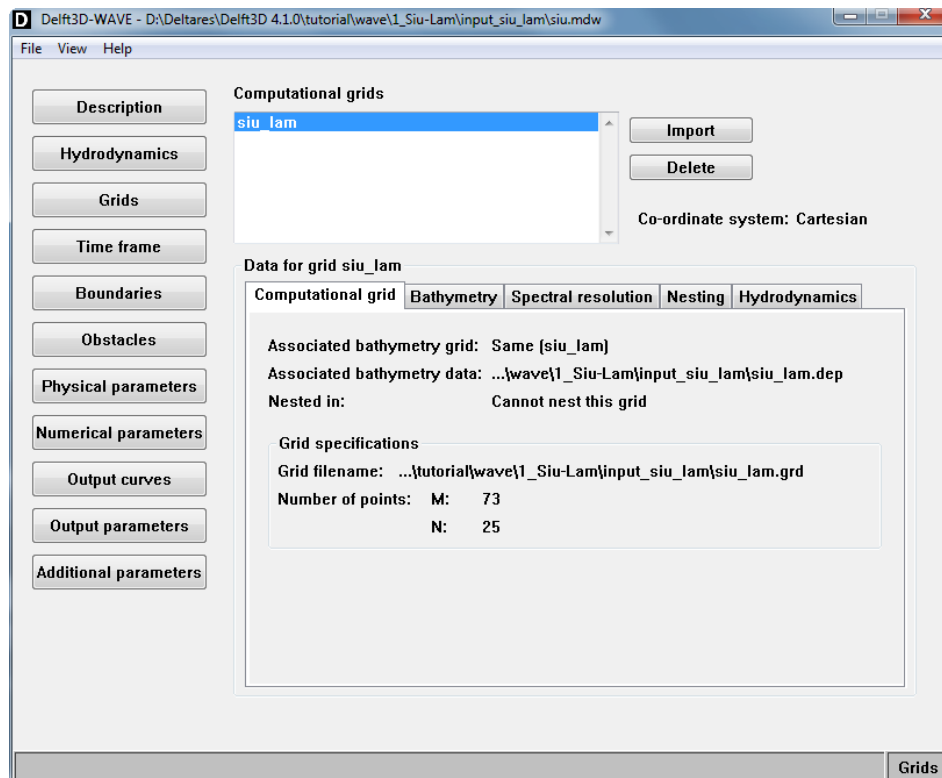 D Delft3D-WAVE - D:\Deltares\Delft3D 4.1.0\tutorial\wave\1_Siu-Lam\input_siu_lam\siu.mdw
File View Help
Description
Hydrodynamics
Grids
Time frame
Boundaries
Obstacles
Physical parameters
Numerical parameters
Output curves
Output parameters
Additional parameters
Computational grids
siu_lam
Import
Delete
Co-ordinate system: Cartesian
Data for grid siu_lam
Computational grid Bathymetry Spectral resolution Nesting Hydrodynamics
Associated bathymetry grid: Same (siu_lam)
Associated bathymetry data: ...\wave\1_Siu-Lam\input_siu_lam\siu_lam.dep
Nested in: Cannot nest this grid
Grid specifications
Grid filename: ...\tutorial\wave\1_Siu-Lam\input_siu_lam\siu_lam.grd
Number of points: M: 73
N: 25
Grids